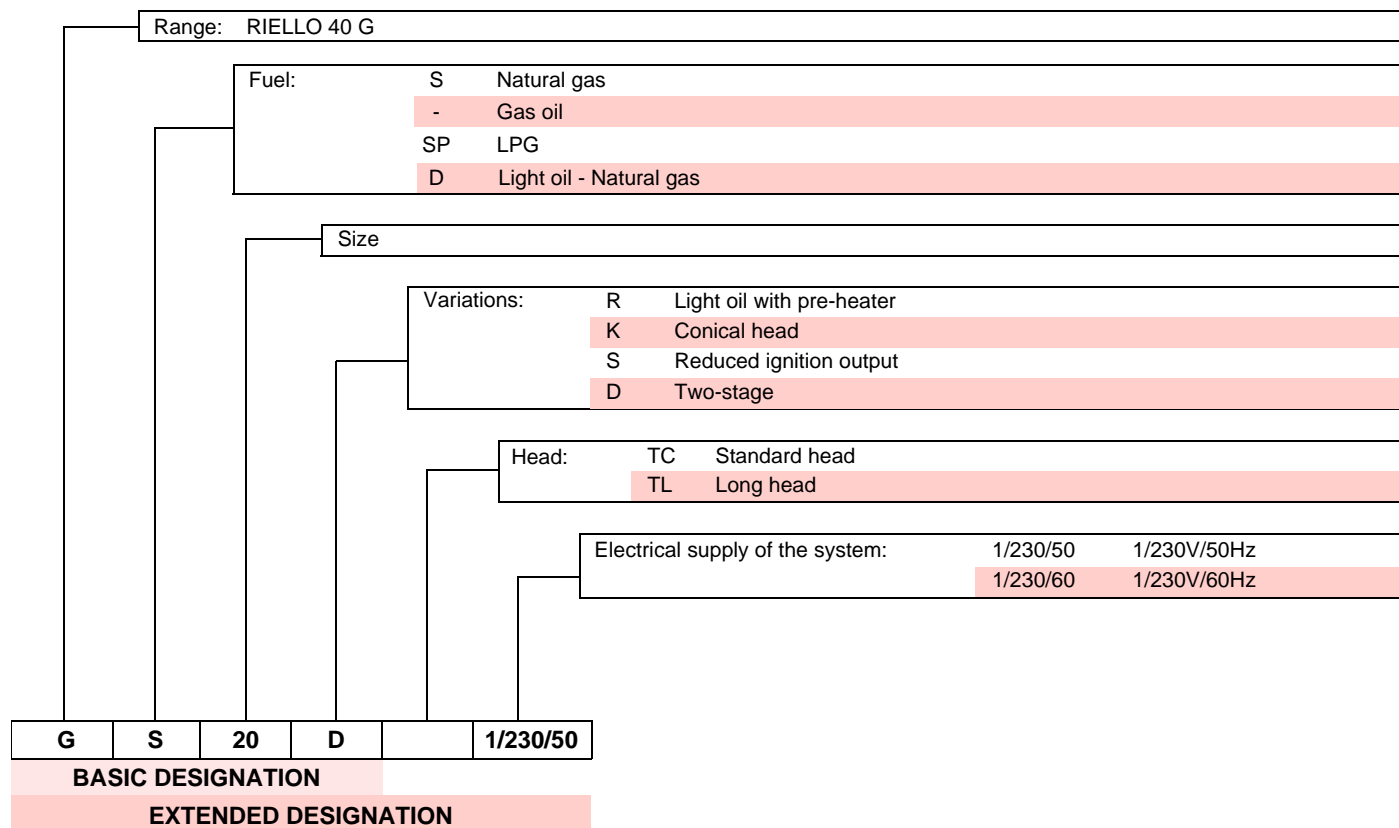 Range: RIELLO 40 G
Fuel: S Natural gas
- Gas oil
SP LPG
D Light oil - Natural gas
Size
Variations: R Light oil with pre-heater
K Conical head
S Reduced ignition output
D Two-stage
Head: TC Standard head
TL Long head
Electrical supply of the system: 1/230/50 1/230V/50Hz
1/230/60 1/230V/60Hz
G S 20 D 1/230/50
BASIC DESIGNATION
EXTENDED DESIGNATION